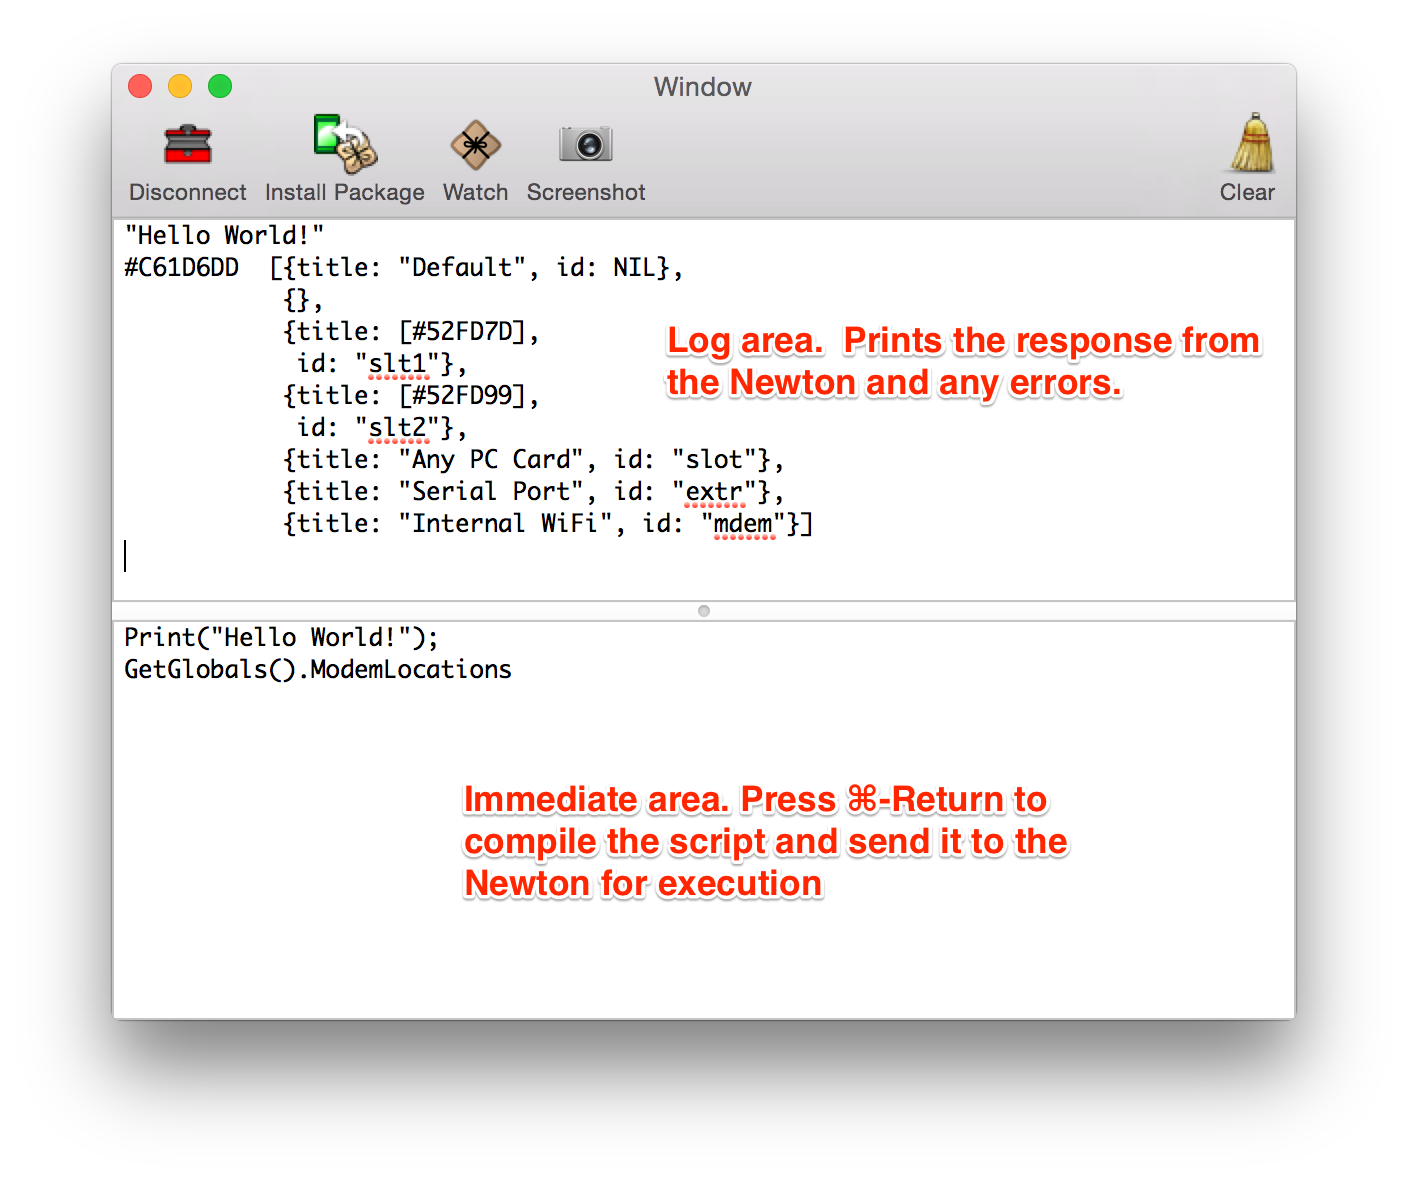 Window
Disconnect Install Package Watch Screenshot Clear
"Hello World!"
#C61D6DD  [{title: "Default", id: NIL},
{},
{title: [#52FD7D],
id: "slt1"},
{title: [#52FD99],
id: "slt2"},
{title: "Any PC Card", id: "slot"},
{title: "Serial Port", id: "extr"},
{title: "Internal WiFi", id: "mdem"}]
Log area.  Prints the response from
the Newton and any errors.
Print("Hello World!");
GetGlobals().ModemLocations
Immediate area. Press ⌘-Return to
compile the script and send it to the
Newton for execution